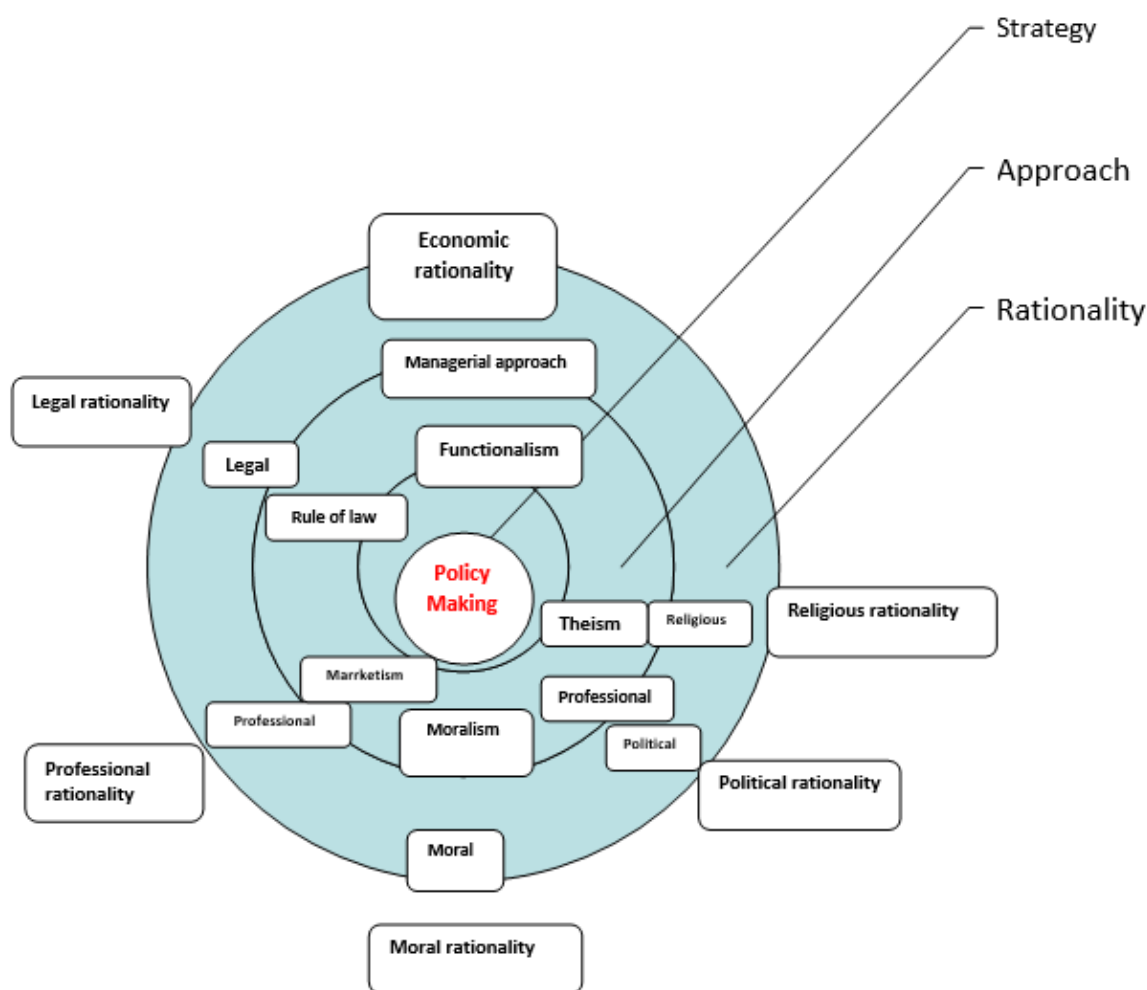 Strategy
Approach
Economic
rationality
Rationality
Managerial approach
Legal rationality
Functionalism
Legal
Rule of law
Policy
Making
Theism
Religious
Religious rationality
Marrketism
Professional
Professional
Moralism
Political
Professional
rationality
Political rationality
Moral
Moral rationality